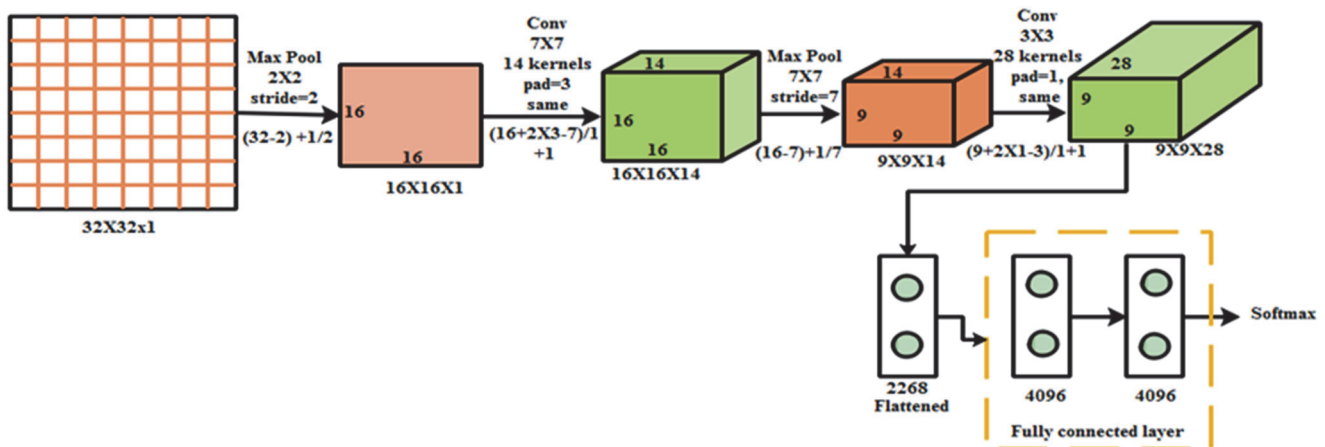 Max Pool
2X2
stride=2
(32-2) +1/2
32X32x1
16
16
16X16X1
Conv
7X7
14 kernels
pad=3
same
(16+2X3-7)/1
+1
14
16
16
16X16X14
Max Pool
7X7
stride=7
(16-7)+1/7
14
9
9
9X9X14
Conv
3X3
28 kernels
pad=1,
same
(9+2X1-3)/1+1
28
9
9
9X9X28
2268
Flattened
4096
4096
Fully connected layer
Softmax